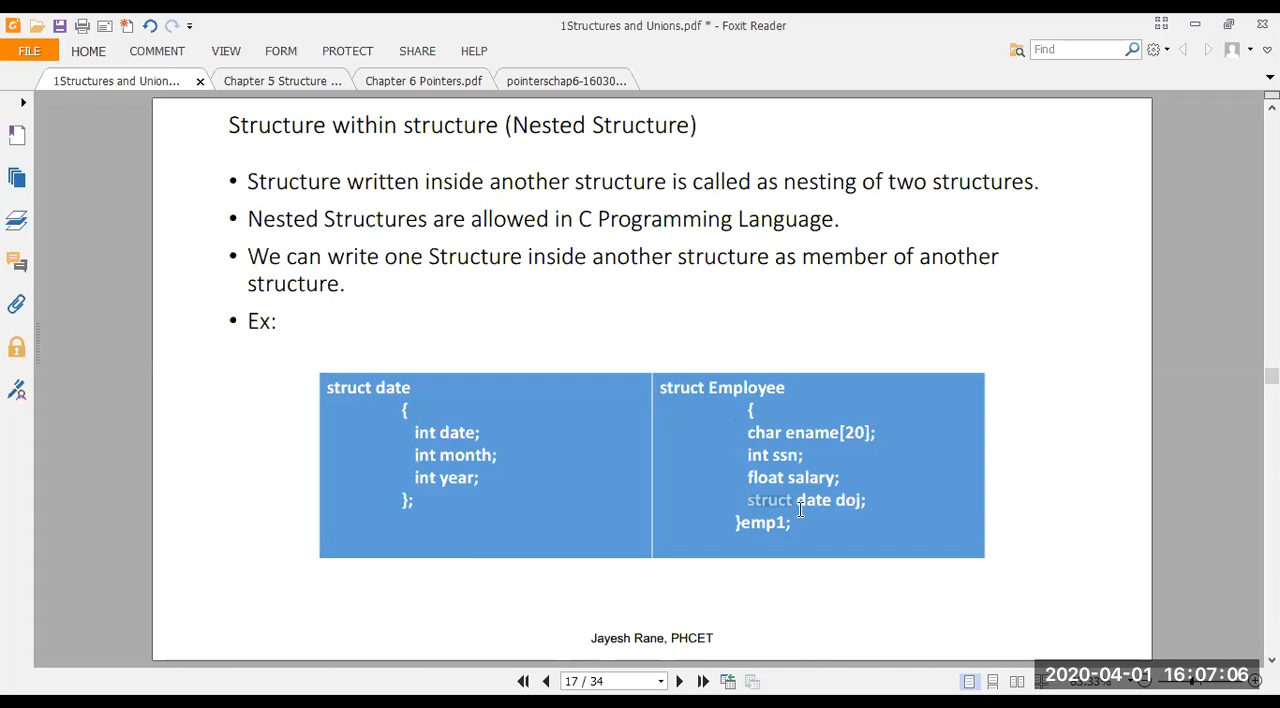 1Structures and Unions.pdf * - Foxit Reader
FILE HOME COMMENT VIEW FORM PROTECT SHARE HELP Find
1Structures and Union... Chapter 5 Structure ... Chapter 6 Pointers.pdf pointerschap6-16030...
Structure within structure (Nested Structure)
• Structure written inside another structure is called as nesting of two structures.
• Nested Structures are allowed in C Programming Language.
• We can write one Structure inside another structure as member of another
structure.
• Ex:
struct date
{
int date;
int month;
int year;
};
struct Employee
{
char ename[20];
int ssn;
float salary;
struct date doj;
}emp1;
Jayesh Rane, PHCET
17 / 34
2020-04-01 16:07:06